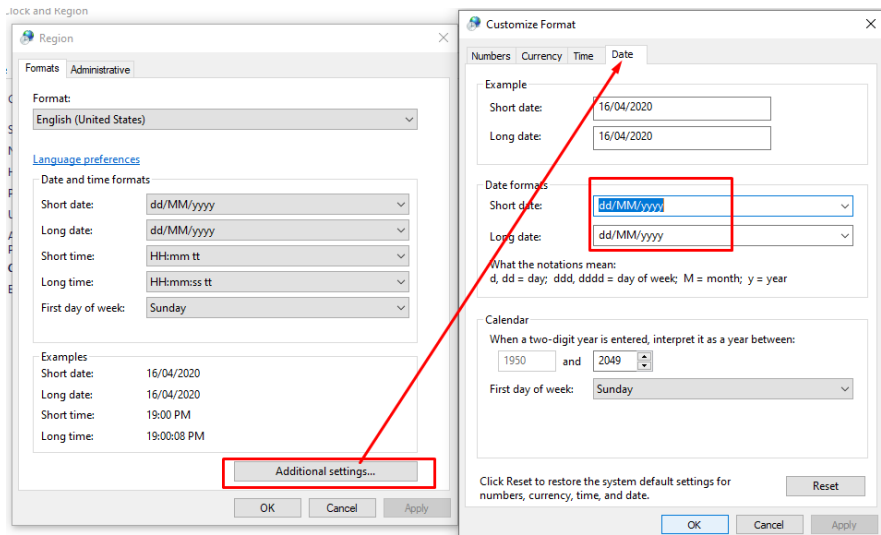 Clock and Region
Region
Formats Administrative
Format:
English (United States)
Language preferences
Date and time formats
Short date: dd/MM/yyyy
Long date: dd/MM/yyyy
Short time: HH:mm tt
Long time: HH:mm:ss tt
First day of week: Sunday
Examples
Short date: 16/04/2020
Long date: 16/04/2020
Short time: 19:00 PM
Long time: 19:00:08 PM
Additional settings...
OK Cancel Apply
Customize Format
Numbers Currency Time Date
Example
Short date: 16/04/2020
Long date: 16/04/2020
Date formats
Short date: dd/MM/yyyy
Long date: dd/MM/yyyy
What the notations mean:
d, dd = day; ddd, dddd = day of week; M = month; y = year
Calendar
When a two-digit year is entered, interpret it as a year between:
1950 and 2049
First day of week: Sunday
Click Reset to restore the system default settings for
numbers, currency, time, and date.
Reset
OK Cancel Apply